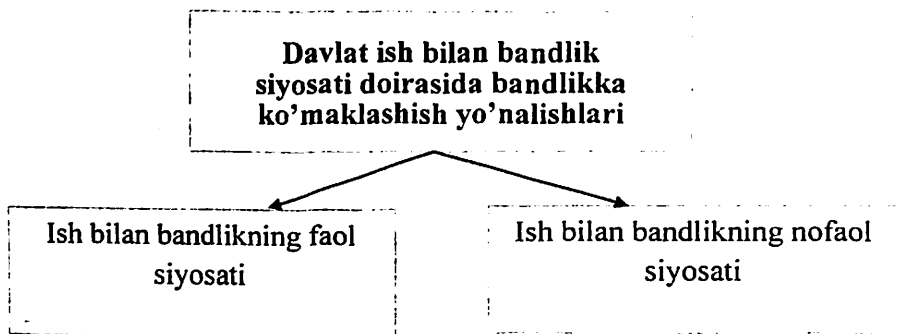 Davlat ish bilan bandlik
siyosati doirasida bandlikka
ko'maklashish yo'nalishlari
Ish bilan bandlikning faol
siyosati
Ish bilan bandlikning nofaol
siyosati